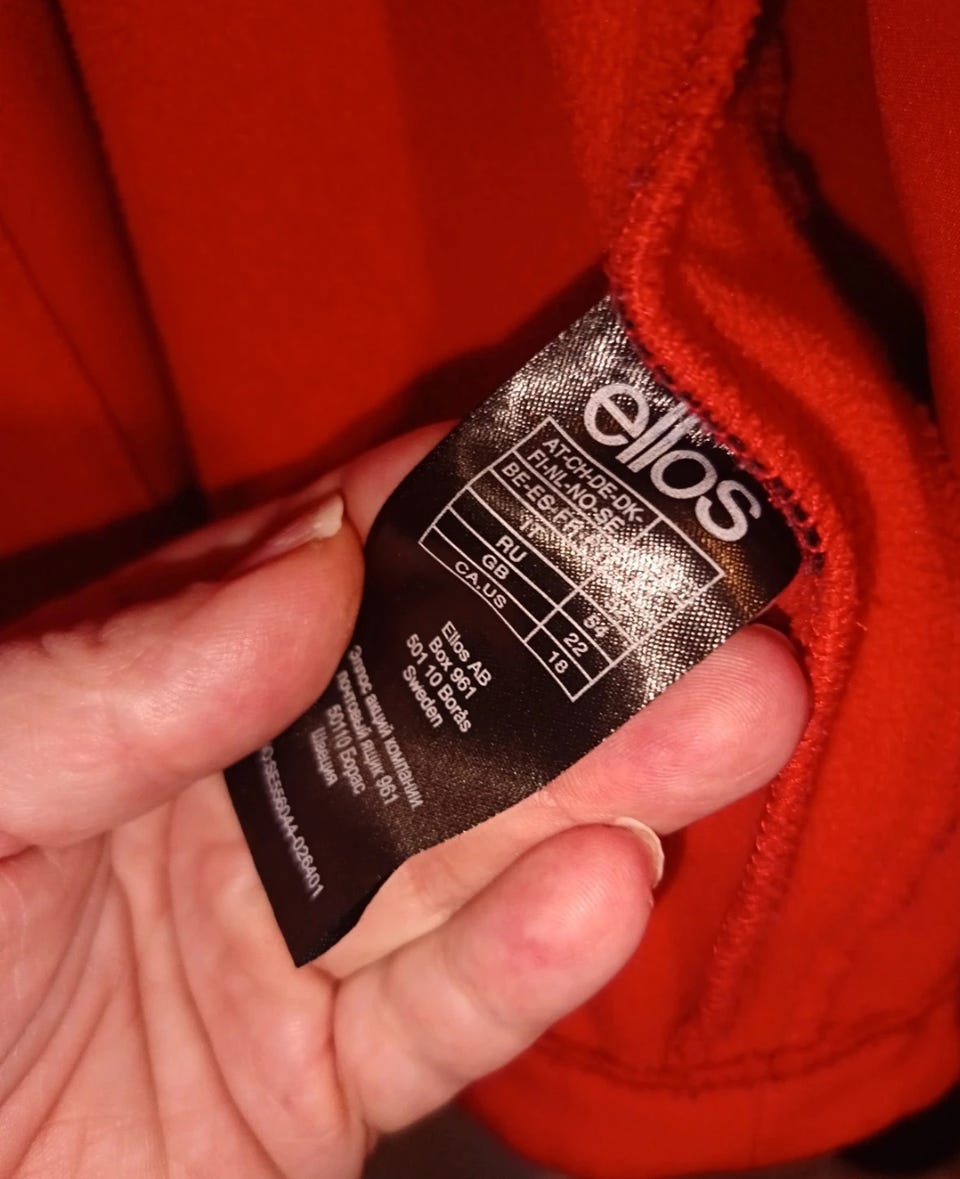 ellos
AT-CH-DE-DK-
FI-NL-NO-SE
BE-ES-FR
RU 54
GB 22
CA.US 18
Ellos AB
Box 961
501 10 Borås
Sweden
Эллос акций компании
почтовый ящик 961
50110 Борас
Швеция